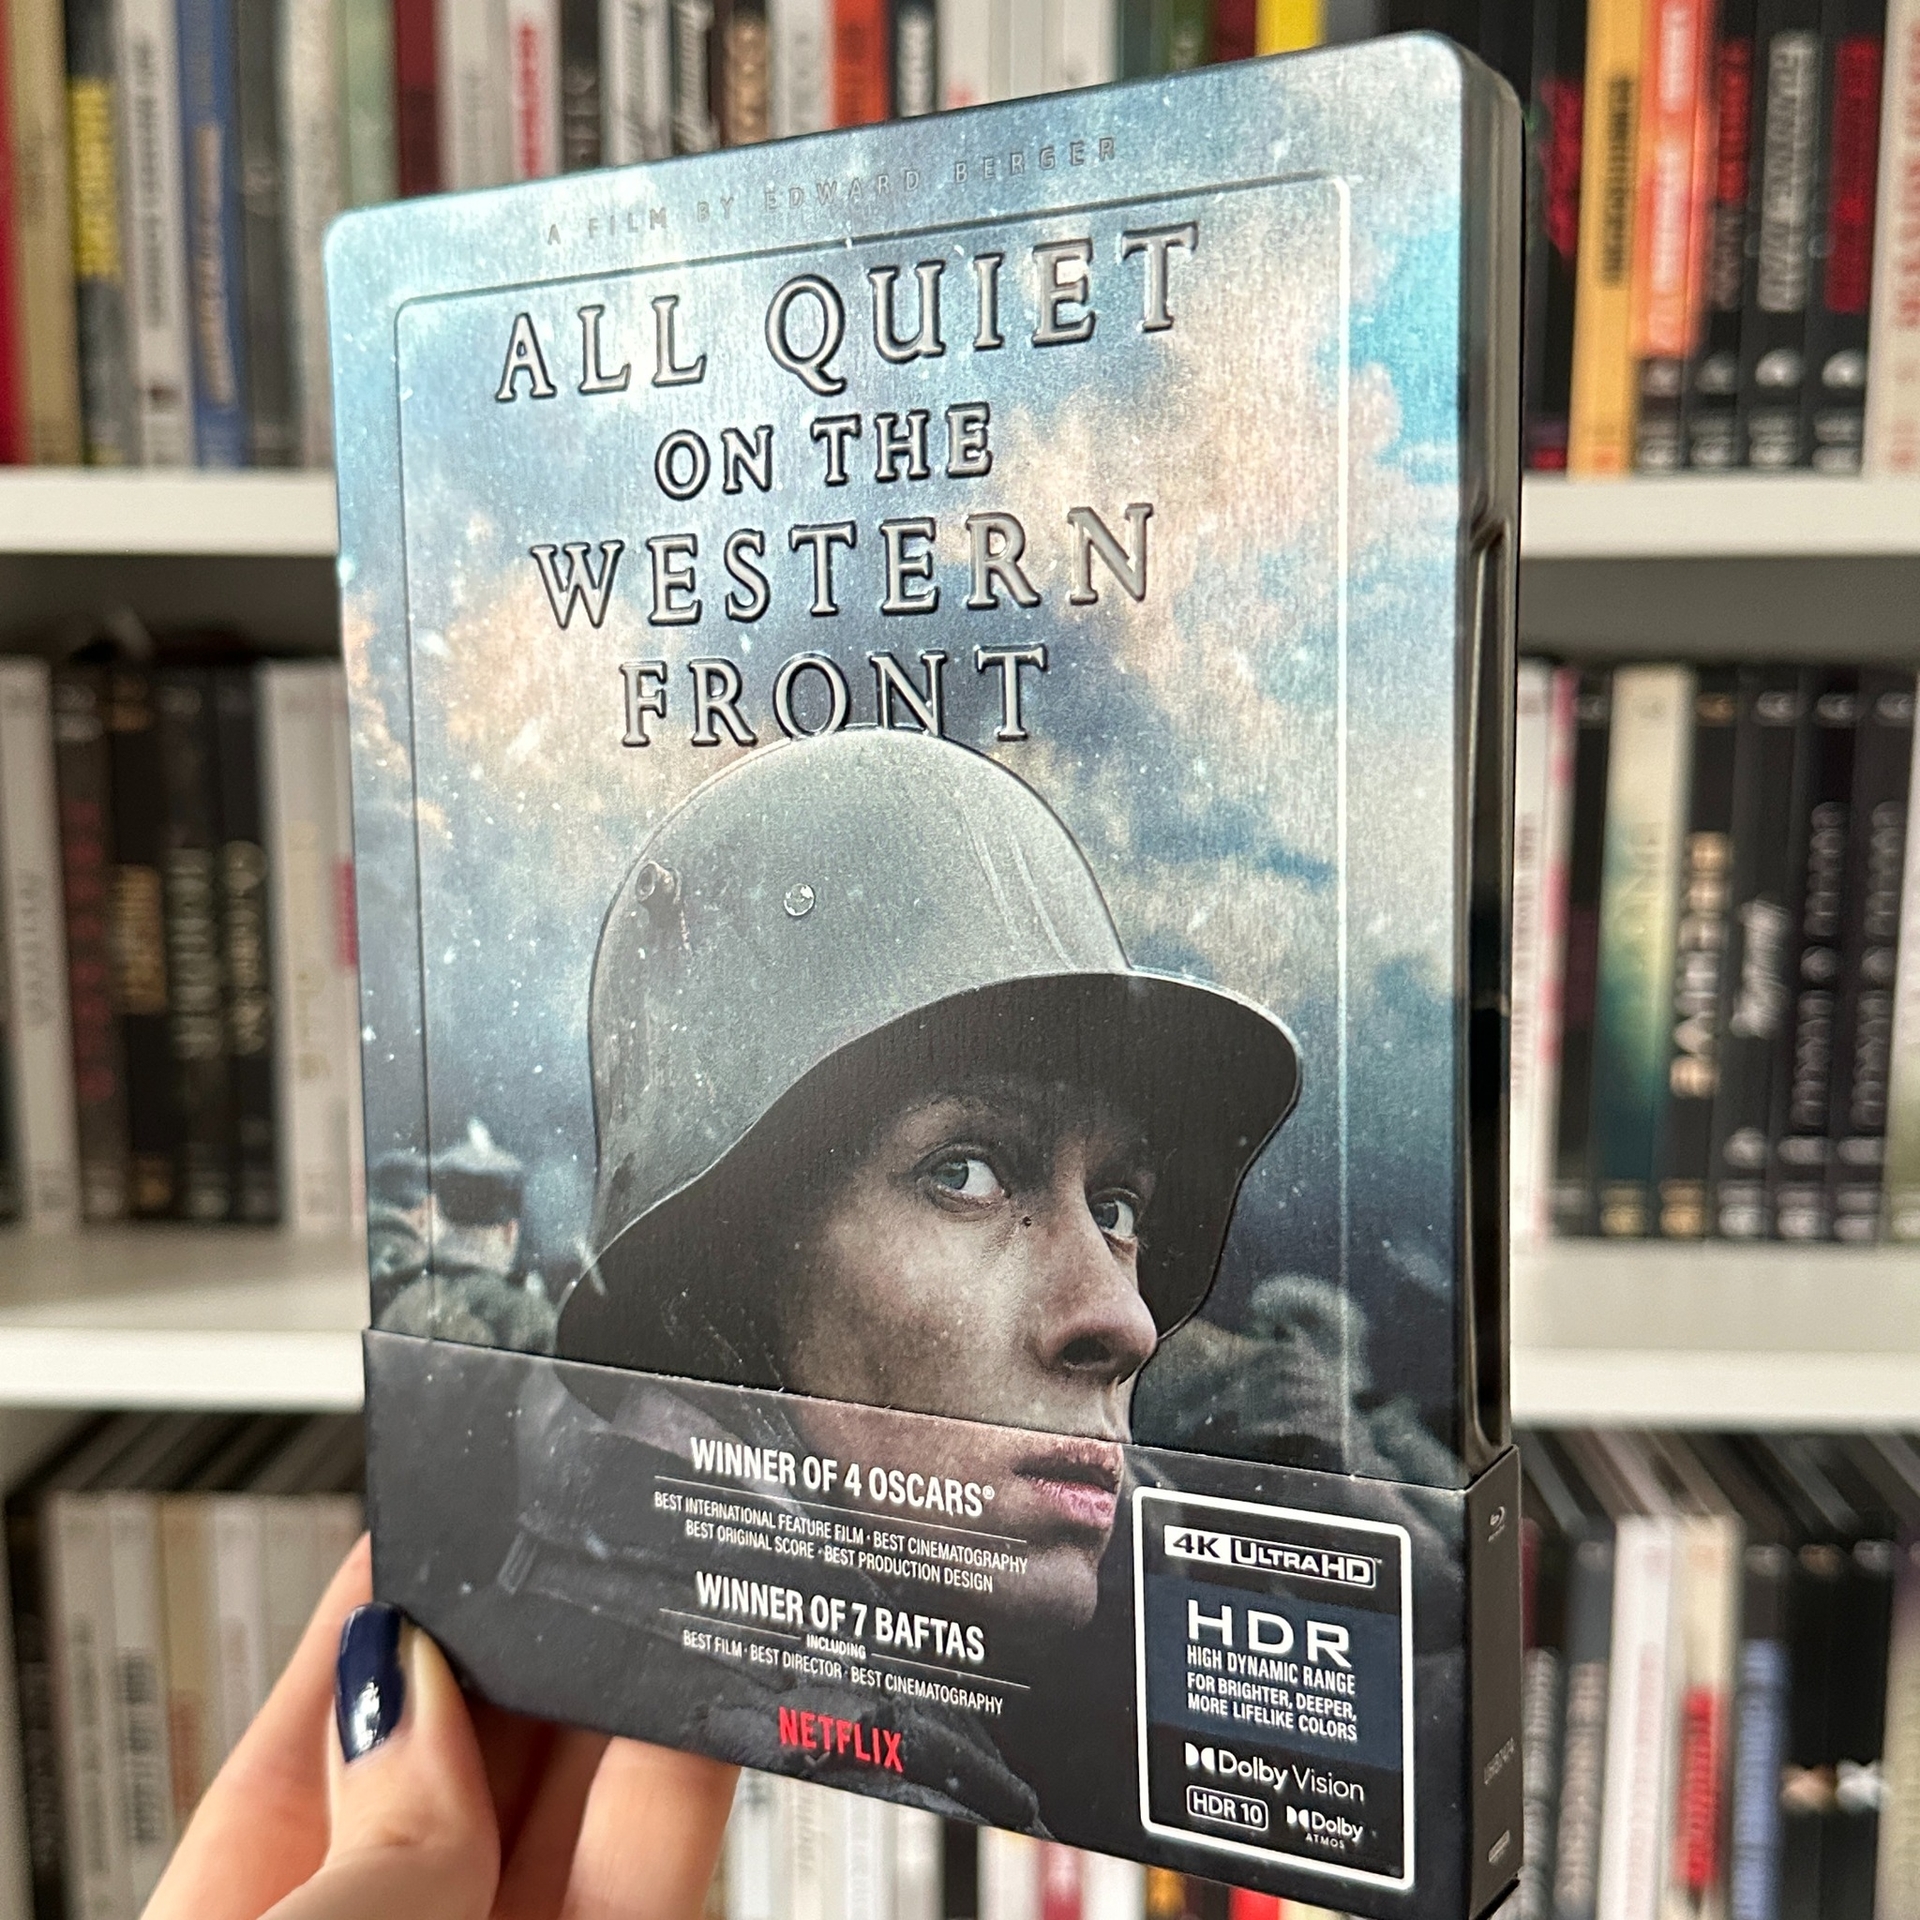 A FILM BY EDWARD BERGER
ALL QUIET
ON THE
WESTERN
FRONT
WINNER OF 4 OSCARS®
BEST INTERNATIONAL FEATURE FILM · BEST CINEMATOGRAPHY
BEST ORIGINAL SCORE · BEST PRODUCTION DESIGN
WINNER OF 7 BAFTAS
INCLUDING
BEST FILM · BEST DIRECTOR · BEST CINEMATOGRAPHY
NETFLIX
4K ULTRAHD™
HDR
HIGH DYNAMIC RANGE
FOR BRIGHTER, DEEPER,
MORE LIFELIKE COLORS
Dolby Vision
HDR 10
Dolby
ATMOS